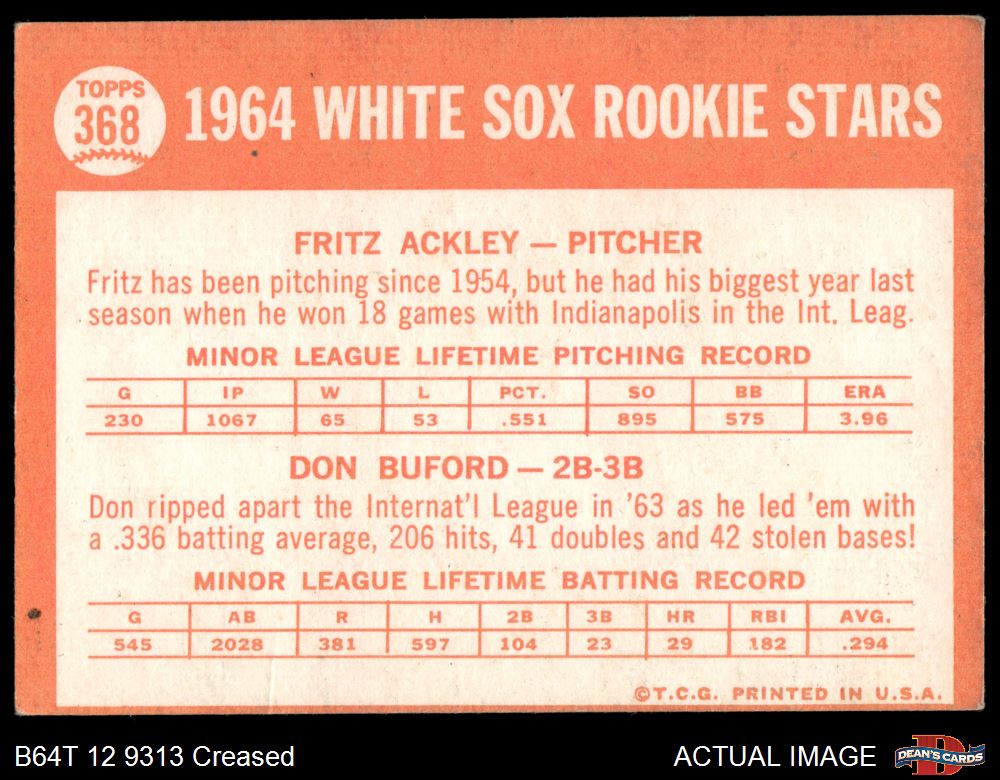 TOPPS
368
1964 WHITE SOX ROOKIE STARS
FRITZ ACKLEY — PITCHER
Fritz has been pitching since 1954, but he had his biggest year last
season when he won 18 games with Indianapolis in the Int. Leag.
MINOR LEAGUE LIFETIME PITCHING RECORD
G IP W L PCT. SO BB ERA
230 1067 65 53 .551 895 575 3.96
DON BUFORD — 2B-3B
Don ripped apart the Internat'l League in '63 as he led 'em with
a .336 batting average, 206 hits, 41 doubles and 42 stolen bases!
MINOR LEAGUE LIFETIME BATTING RECORD
G AB R H 2B 3B HR RBI AVG.
545 2028 381 597 104 23 29 182 .294
©T.C.G. PRINTED IN U.S.A.
B64T 12 9313 Creased
ACTUAL IMAGE
DEAN'S CARDS